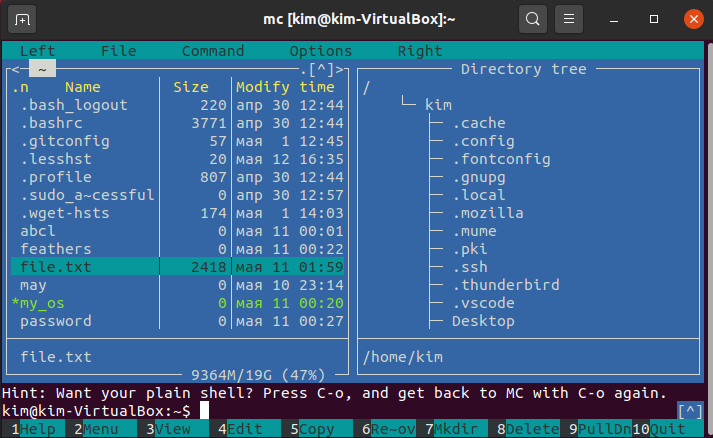 mc [kim@kim-VirtualBox]:~
Left File Command Options Right
<─ ~ ─.[^]>
Directory tree
.n Name Size Modify time
/
.bash_logout 220 апр 30 12:44
kim
.bashrc 3771 апр 30 12:44
.cache
.gitconfig 57 мая 1 12:45
.config
.lesshst 20 мая 12 16:35
.fontconfig
.profile 807 апр 30 12:44
.gnupg
.sudo_a~cessful 0 апр 30 12:57
.local
.wget-hsts 174 мая 1 14:03
.mozilla
abcl 0 мая 11 00:01
.mume
feathers 0 мая 11 00:22
.pki
file.txt 2418 мая 11 01:59
.ssh
may 0 мая 10 23:14
.thunderbird
*my_os 0 мая 11 00:20
.vscode
password 0 мая 11 00:27
Desktop
file.txt
/home/kim
9364M/19G (47%)
Hint: Want your plain shell? Press C-o, and get back to MC with C-o again.
kim@kim-VirtualBox:~$ [^]
1Help 2Menu 3View 4Edit 5Copy 6Re~ov 7Mkdir 8Delete 9PullDn 10Quit